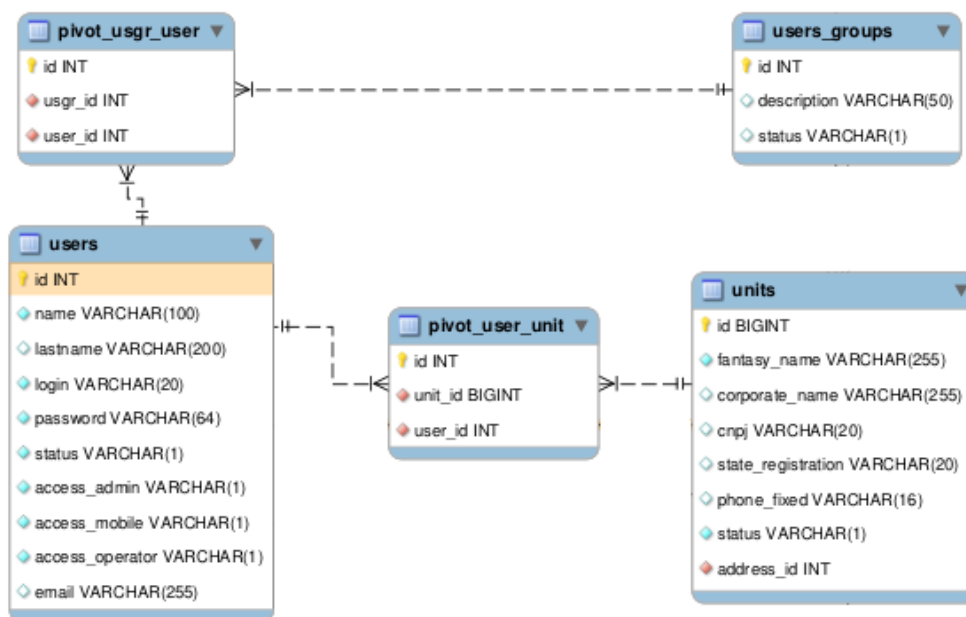 pivot_usgr_user
id INT
usgr_id INT
user_id INT
users_groups
id INT
description VARCHAR(50)
status VARCHAR(1)
users
id INT
name VARCHAR(100)
lastname VARCHAR(200)
login VARCHAR(20)
password VARCHAR(64)
status VARCHAR(1)
access_admin VARCHAR(1)
access_mobile VARCHAR(1)
access_operator VARCHAR(1)
email VARCHAR(255)
pivot_user_unit
id INT
unit_id BIGINT
user_id INT
units
id BIGINT
fantasy_name VARCHAR(255)
corporate_name VARCHAR(255)
cnpj VARCHAR(20)
state_registration VARCHAR(20)
phone_fixed VARCHAR(16)
status VARCHAR(1)
address_id INT